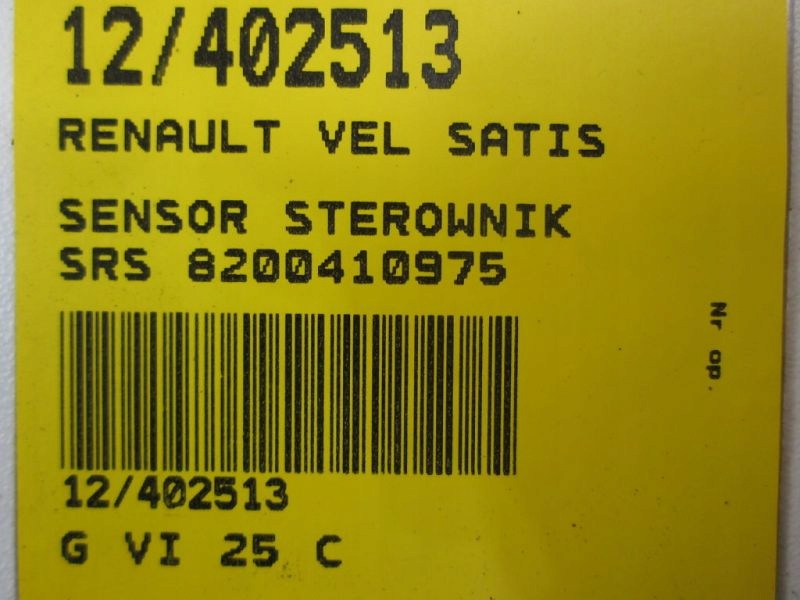 12/402513
RENAULT VEL SATIS
SENSOR STEROWNIK
SRS 8200410975
Nr op.
12/402513
G VI 25 C